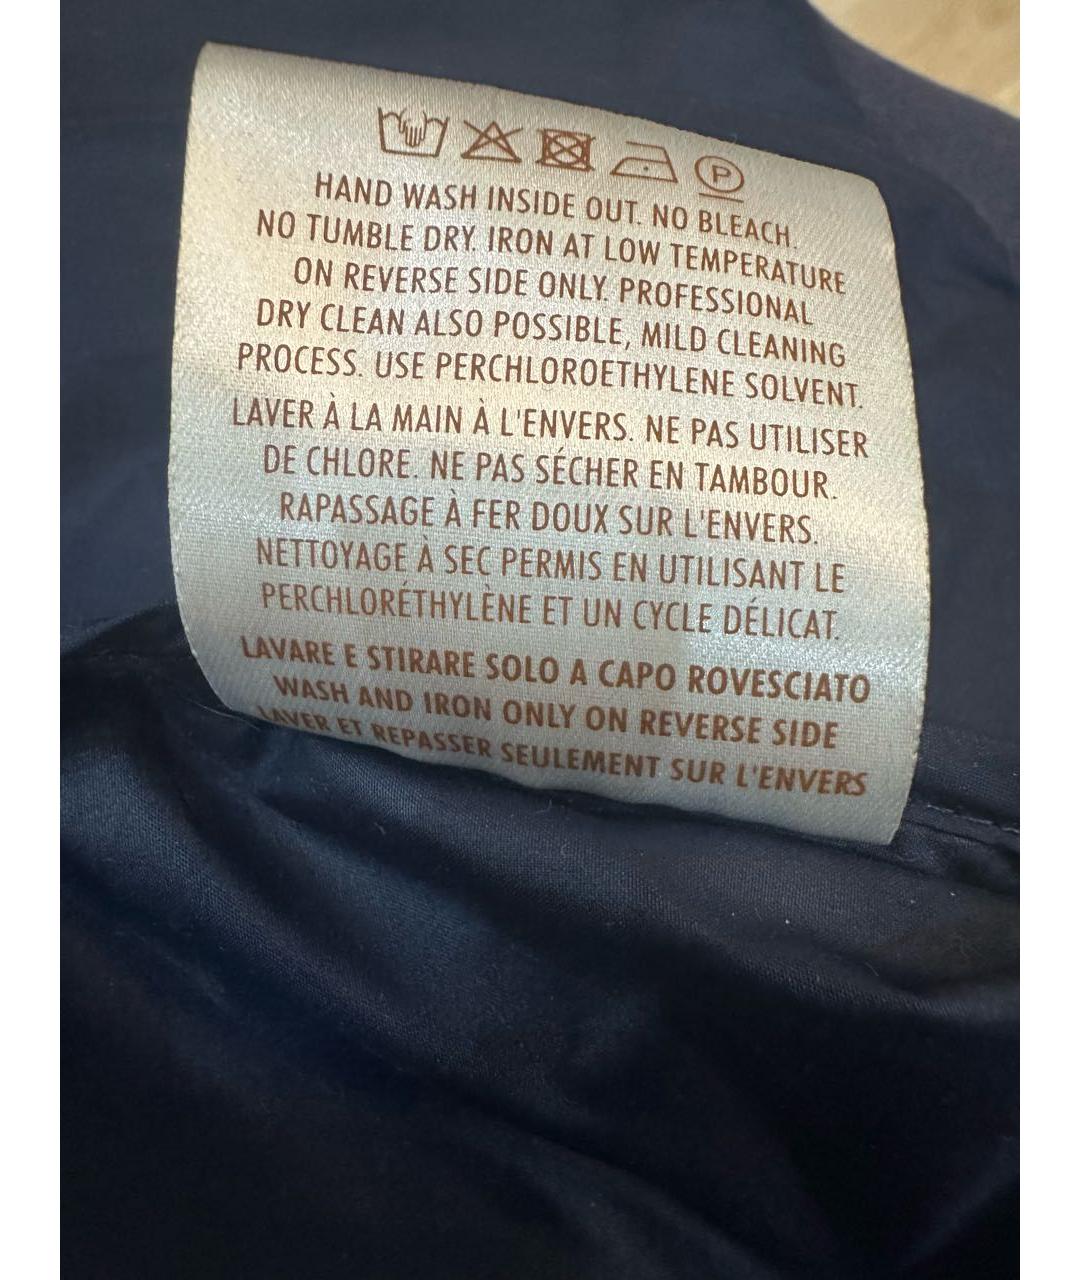 P
HAND WASH INSIDE OUT. NO BLEACH.
NO TUMBLE DRY. IRON AT LOW TEMPERATURE
ON REVERSE SIDE ONLY. PROFESSIONAL
DRY CLEAN ALSO POSSIBLE, MILD CLEANING
PROCESS. USE PERCHLOROETHYLENE SOLVENT.
LAVER À LA MAIN À L'ENVERS. NE PAS UTILISER
DE CHLORE. NE PAS SÉCHER EN TAMBOUR.
RAPASSAGE À FER DOUX SUR L'ENVERS.
NETTOYAGE À SEC PERMIS EN UTILISANT LE
PERCHLORÉTHYLÈNE ET UN CYCLE DÉLICAT.
LAVARE E STIRARE SOLO A CAPO ROVESCIATO
WASH AND IRON ONLY ON REVERSE SIDE
LAVER ET REPASSER SEULEMENT SUR L'ENVERS